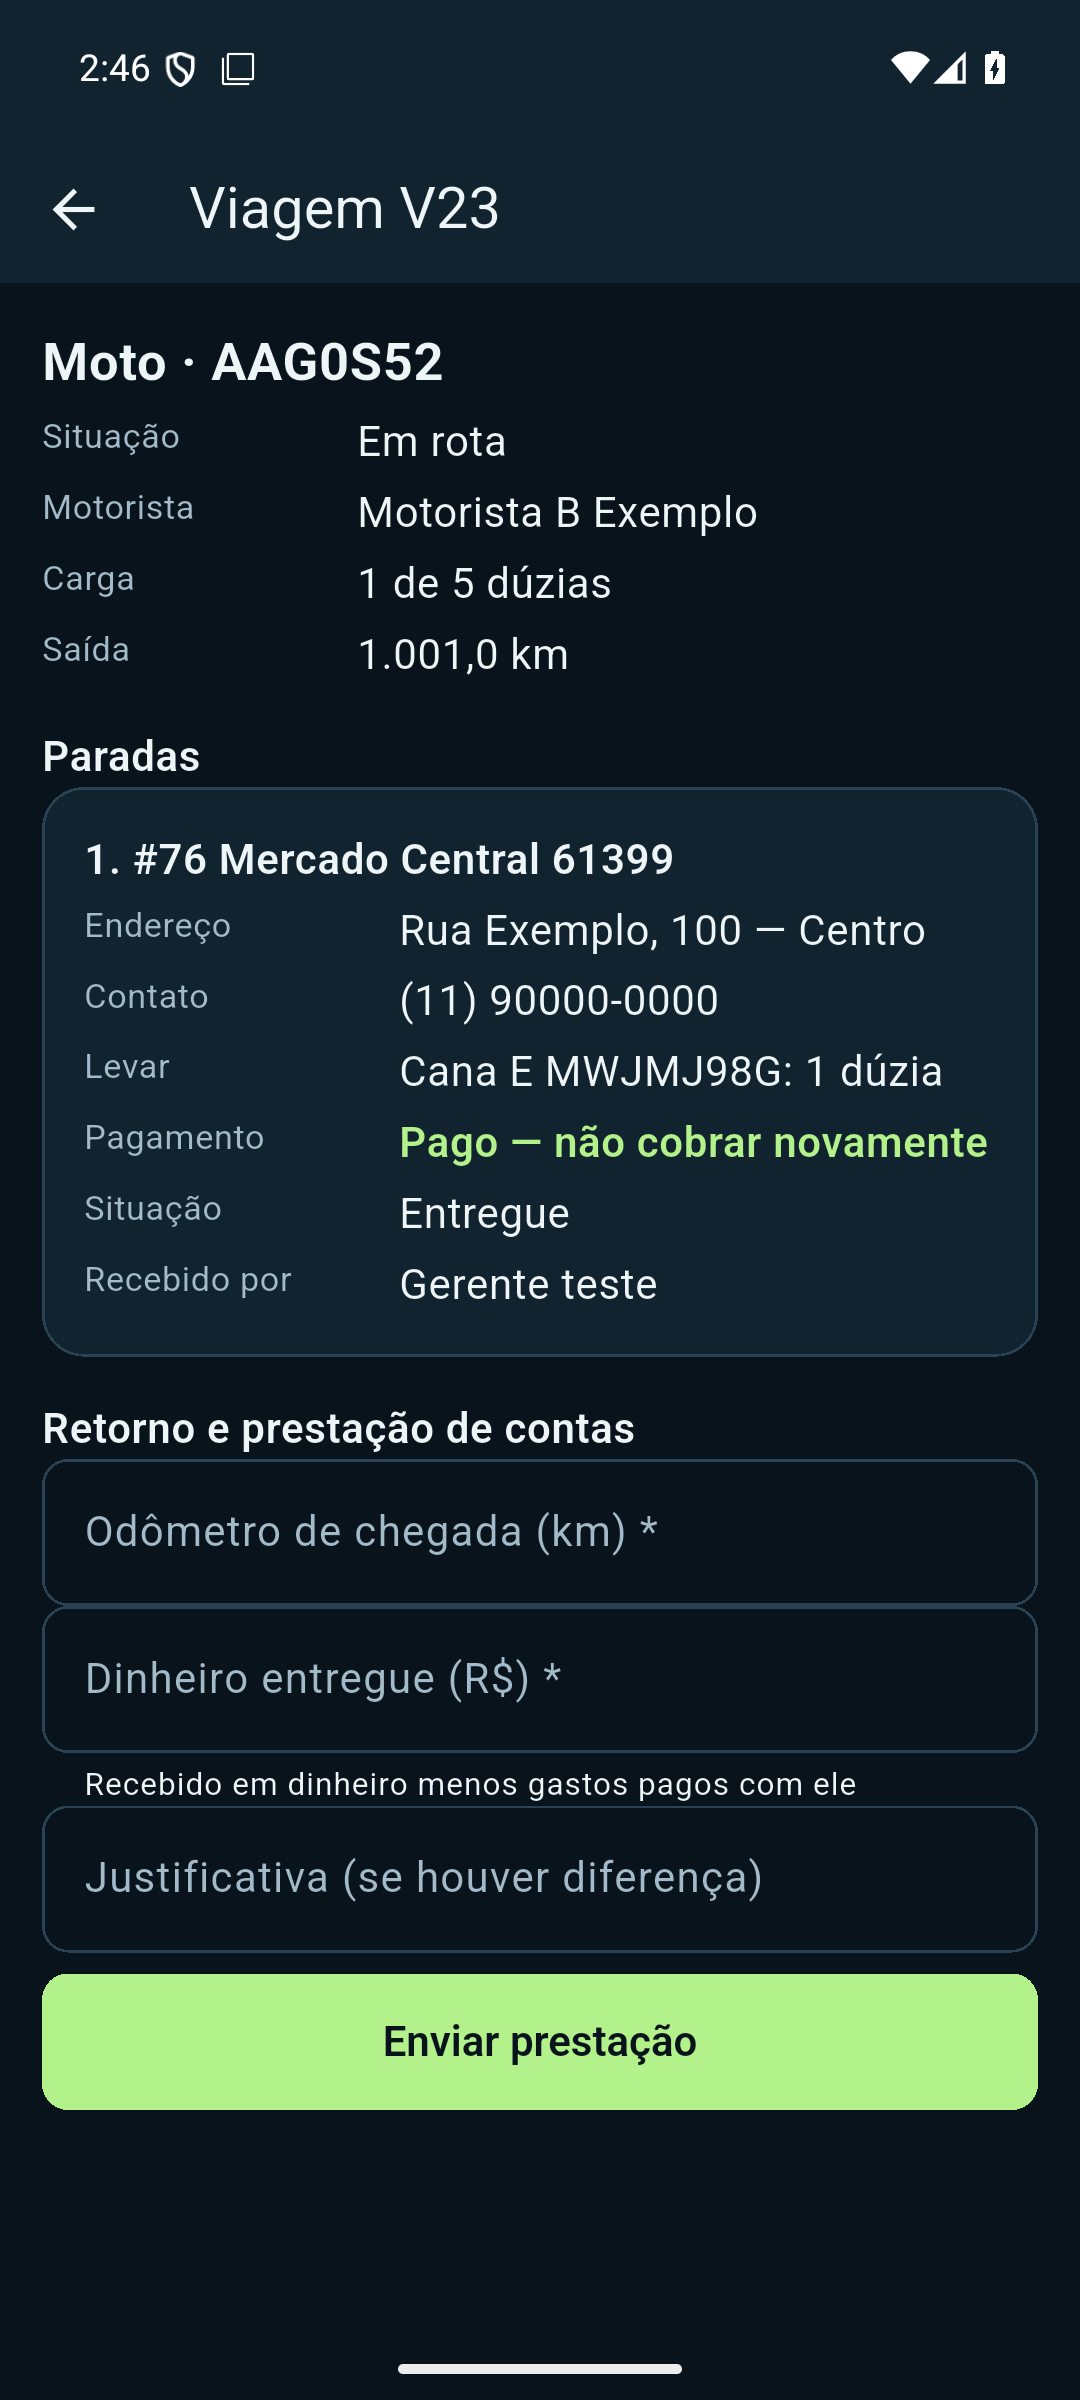 2:46
Viagem V23
Moto · AAG0S52
Situação Em rota
Motorista Motorista B Exemplo
Carga 1 de 5 dúzias
Saída 1.001,0 km
Paradas
1. #76 Mercado Central 61399
Endereço Rua Exemplo, 100 — Centro
Contato (11) 90000-0000
Levar Cana E MWJMJ98G: 1 dúzia
Pagamento Pago — não cobrar novamente
Situação Entregue
Recebido por Gerente teste
Retorno e prestação de contas
Odômetro de chegada (km) *
Dinheiro entregue (R$) *
Recebido em dinheiro menos gastos pagos com ele
Justificativa (se houver diferença)
Enviar prestação